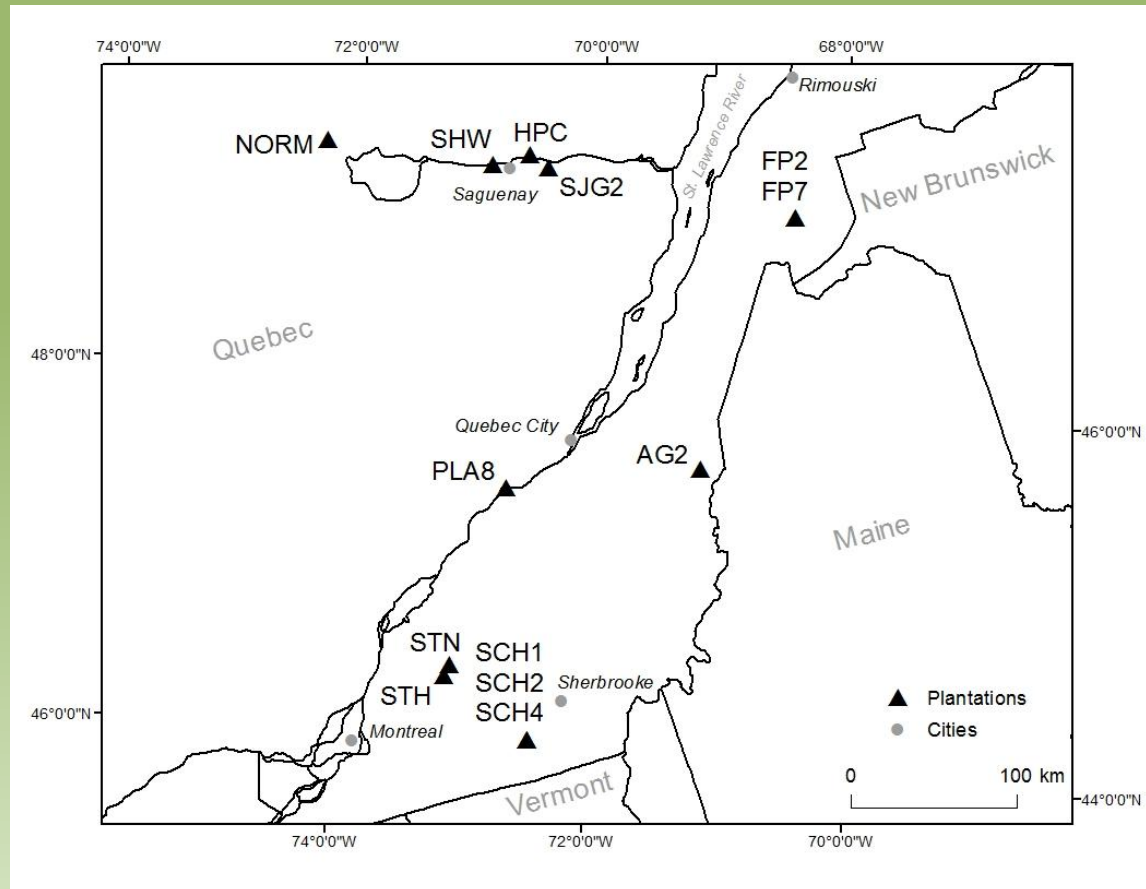 74°0'0"W 72°0'0"W 70°0'0"W 68°0'0"W
Rimouski
St. Lawrence River
NORM
SHW
HPC
SJG2
Saguenay
FP2
FP7
New Brunswick
Quebec
48°0'0"N
46°0'0"N
Quebec City
PLA8
AG2
Maine
STN
STH
SCH1
SCH2
SCH4
Sherbrooke
46°0'0"N
Montreal
Vermont
Plantations
Cities
0 100 km
44°0'0"N
74°0'0"W 72°0'0"W 70°0'0"W